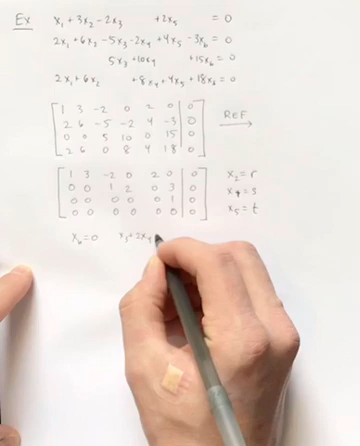 Ex x₁ + 3x₂ - 2x₃ + 2x₅ = 0
2x₁ + 6x₂ - 5x₃ - 2x₄ + 4x₅ - 3x₆ = 0
5x₃ + 10x₄ + 15x₆ = 0
2x₁ + 6x₂ + 8x₄ + 4x₅ + 18x₆ = 0
1 3 -2 0 2 0 0
2 6 -5 -2 4 -3 0 REF
0 0 5 10 0 15 0
2 6 0 8 4 18 0
1 3 -2 0 2 0 0 x₂ = r
0 0 1 2 0 3 0 x₄ = s
0 0 0 0 0 1 0 x₅ = t
0 0 0 0 0 0 0
x₆ = 0 x₃ + 2x₄